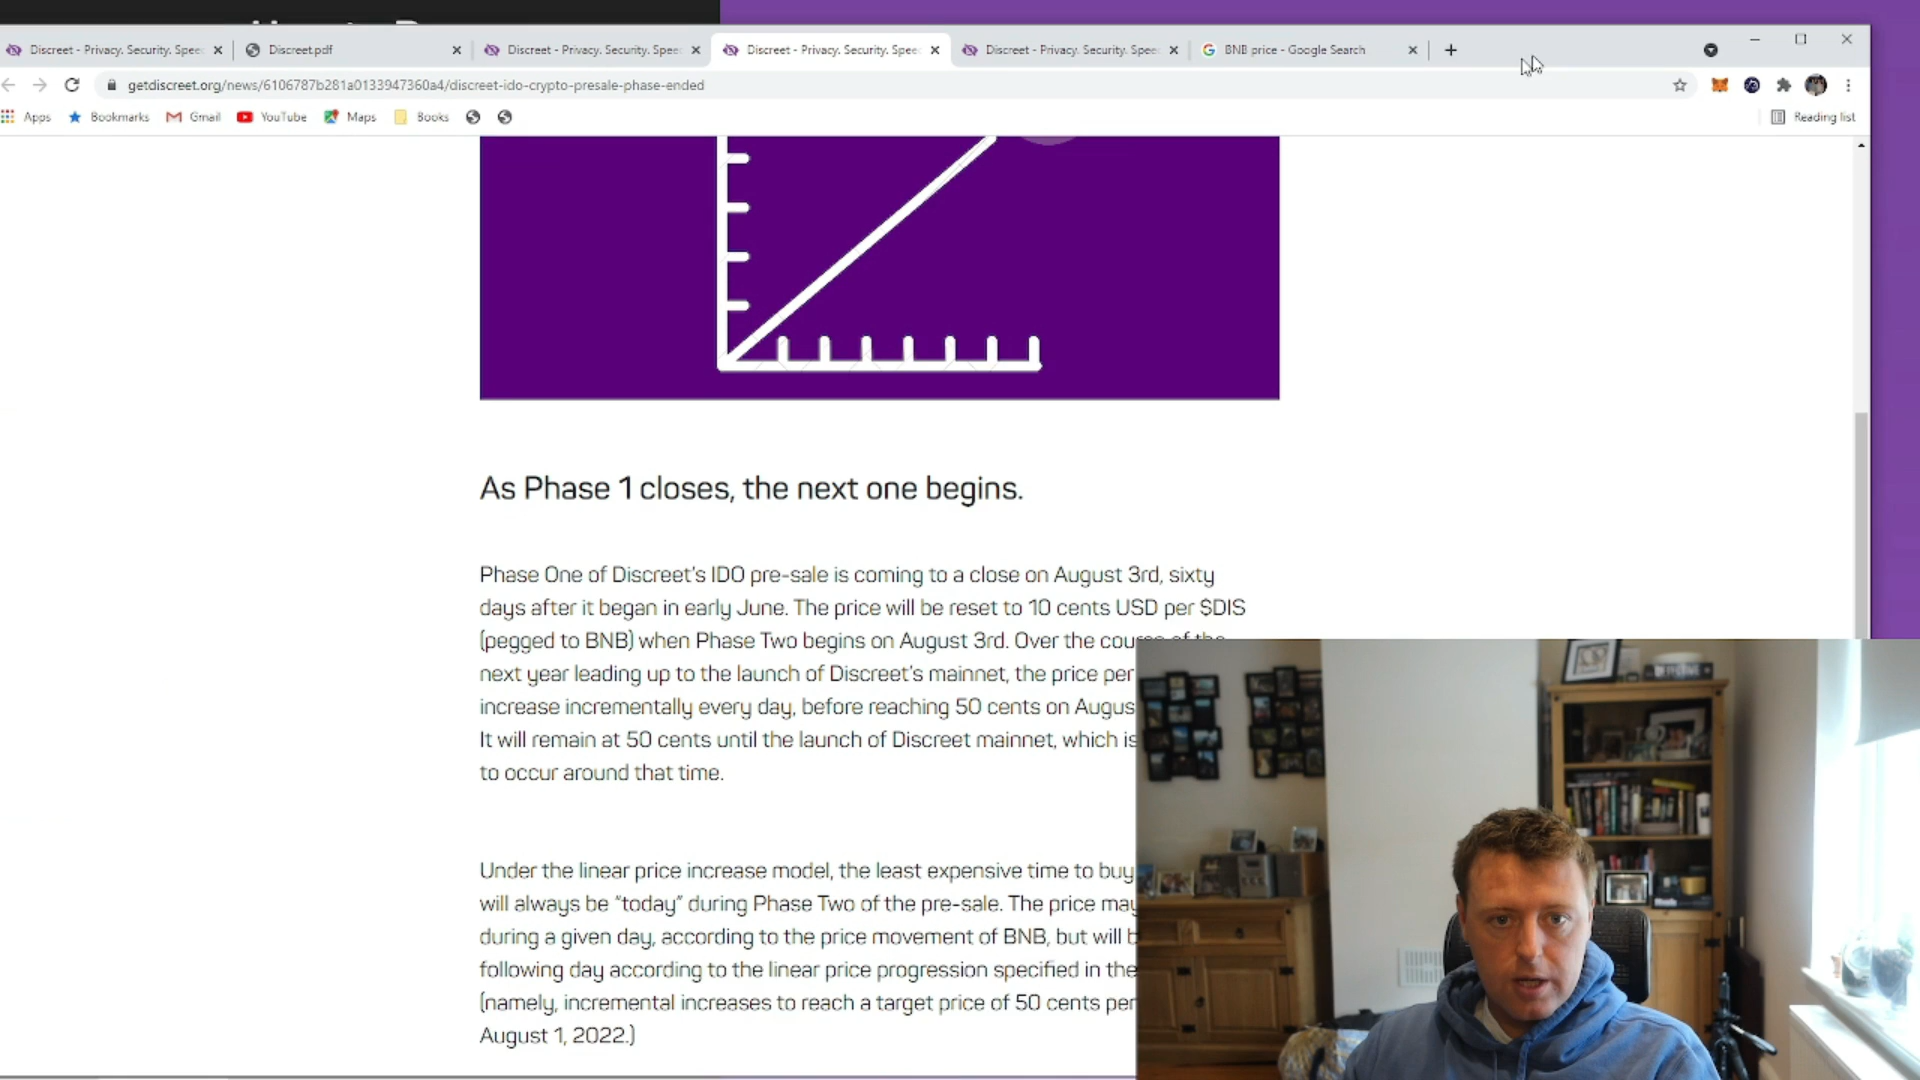 Discreet - Privacy. Security. Spee
Discreet.pdf
Discreet - Privacy. Security. Spee
Discreet - Privacy. Security. Spee
Discreet - Privacy. Security. Spee
BNB price - Google Search
getdiscreet.org/news/6106787b281a0133947360a4/discreet-ido-crypto-presale-phase-ended
Apps
Bookmarks
Gmail
YouTube
Maps
Books
Reading list
As Phase 1 closes, the next one begins.
Phase One of Discreet's IDO pre-sale is coming to a close on August 3rd, sixty
days after it began in early June. The price will be reset to 10 cents USD per $DIS
(pegged to BNB) when Phase Two begins on August 3rd. Over the course of the
next year leading up to the launch of Discreet's mainnet, the price per
increase incrementally every day, before reaching 50 cents on Augus
It will remain at 50 cents until the launch of Discreet mainnet, which is
to occur around that time.
Under the linear price increase model, the least expensive time to buy
will always be "today" during Phase Two of the pre-sale. The price may
during a given day, according to the price movement of BNB, but will b
following day according to the linear price progression specified in the
(namely, incremental increases to reach a target price of 50 cents per
August 1, 2022.)